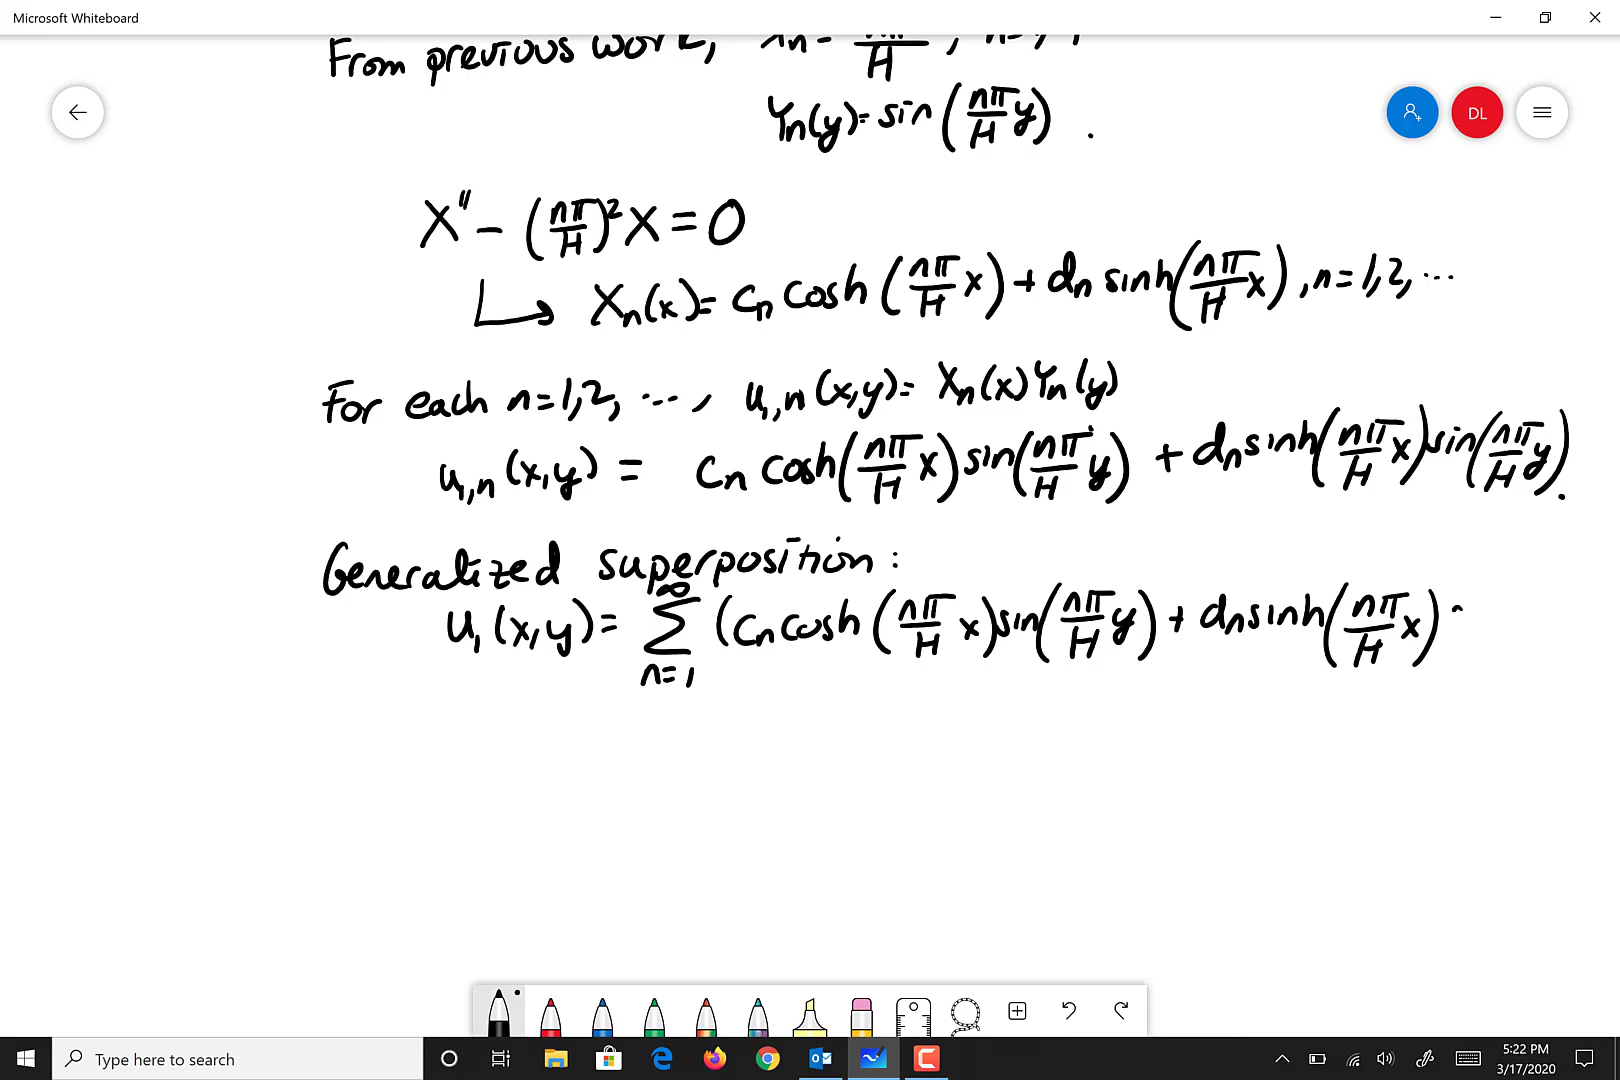 Microsoft Whiteboard
From previous work, λn = nπ/H, n=1,
Yn(y) = sin(nπ/H y).
DL
X'' - (nπ/H)²X = 0
↳ Xn(x) = cn cosh(nπ/H x) + dn sinh(nπ/H x), n=1,2,...
For each n=1,2,..., u1,n(x,y) = Xn(x)Yn(y)
u1,n(x,y) = cn cosh(nπ/H x) sin(nπ/H y) + dn sinh(nπ/H x) sin(nπ/H y).
Generalized superposition:
u1(x,y) = ∑n=1^∞ (cn cosh(nπ/H x) sin(nπ/H y) + dn sinh(nπ/H x)
Type here to search
5:22 PM
3/17/2020